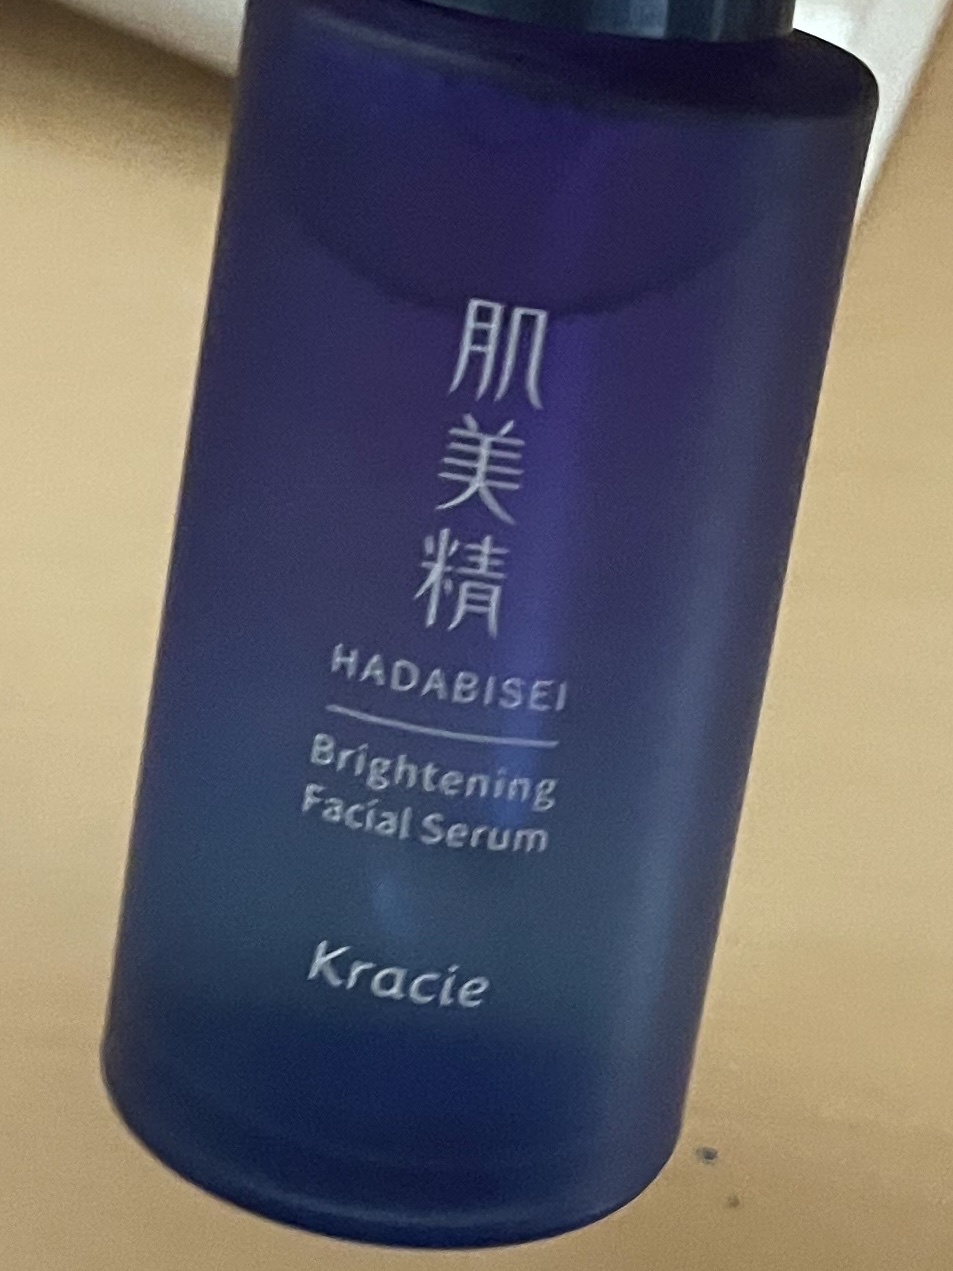 肌美精
HADABISEI
Brightening
Facial Serum
Kracie